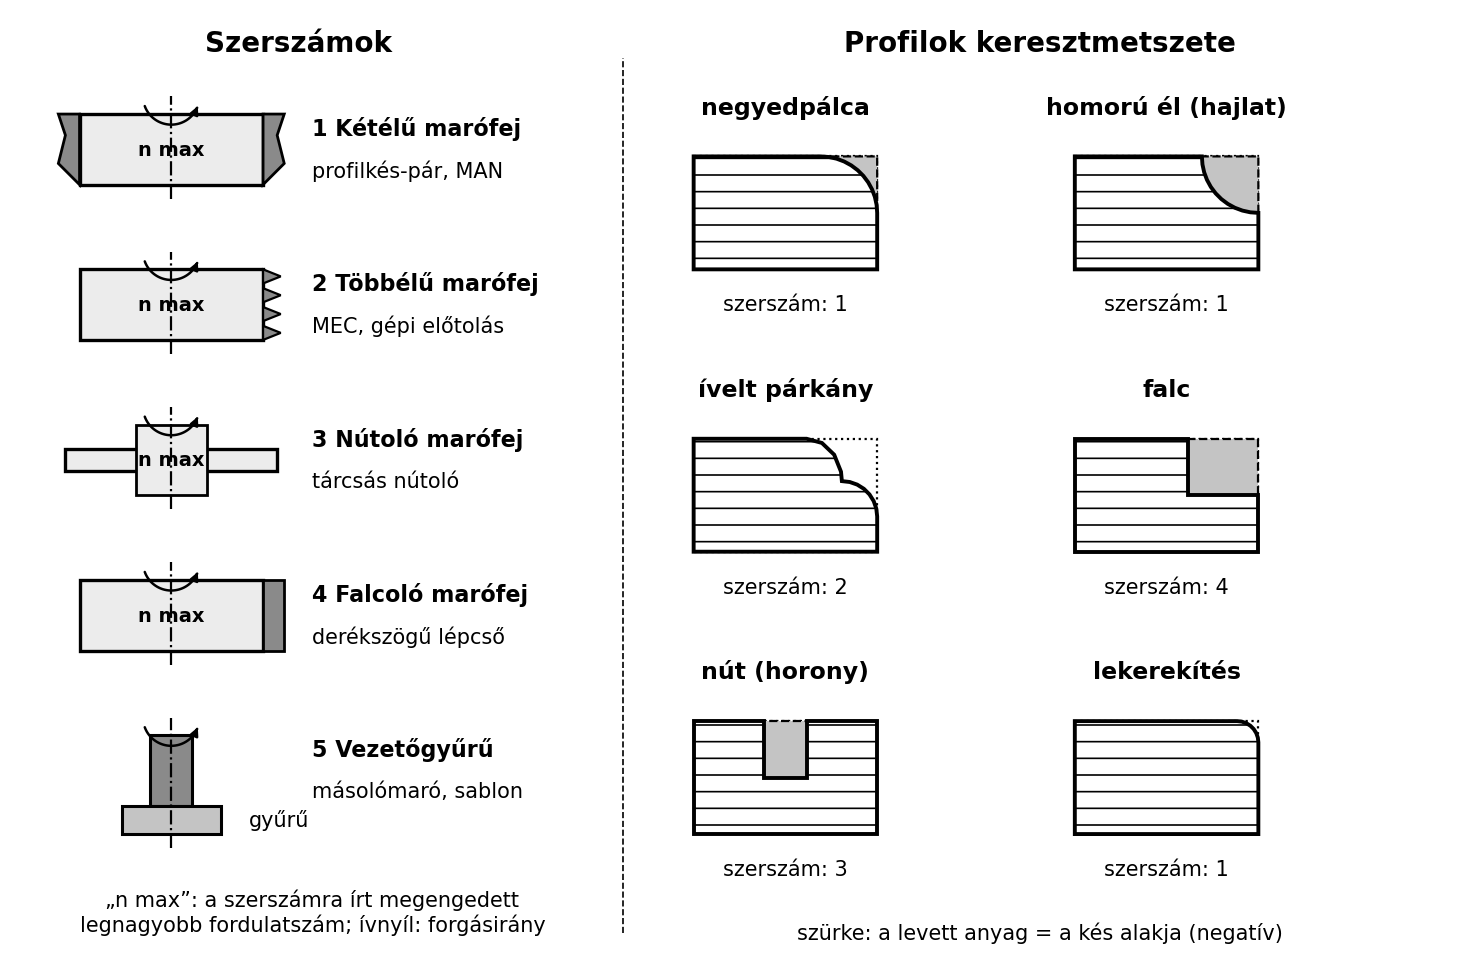 Szerszámok
n max
1 Kétélű marófej
profilkés-pár, MAN
n max
2 Többélű marófej
MEC, gépi előtolás
n max
3 Nútoló marófej
tárcsás nútoló
n max
4 Falcoló marófej
derékszögű lépcső
5 Vezetőgyűrű
másolómaró, sablon
gyűrű
„n max”: a szerszámra írt megengedett
legnagyobb fordulatszám; ívnyíl: forgásirány
Profilok keresztmetszete
negyedpálca
szerszám: 1
homorú él (hajlat)
szerszám: 1
ívelt párkány
szerszám: 2
falc
szerszám: 4
nút (horony)
szerszám: 3
lekerekítés
szerszám: 1
szürke: a levett anyag = a kés alakja (negatív)